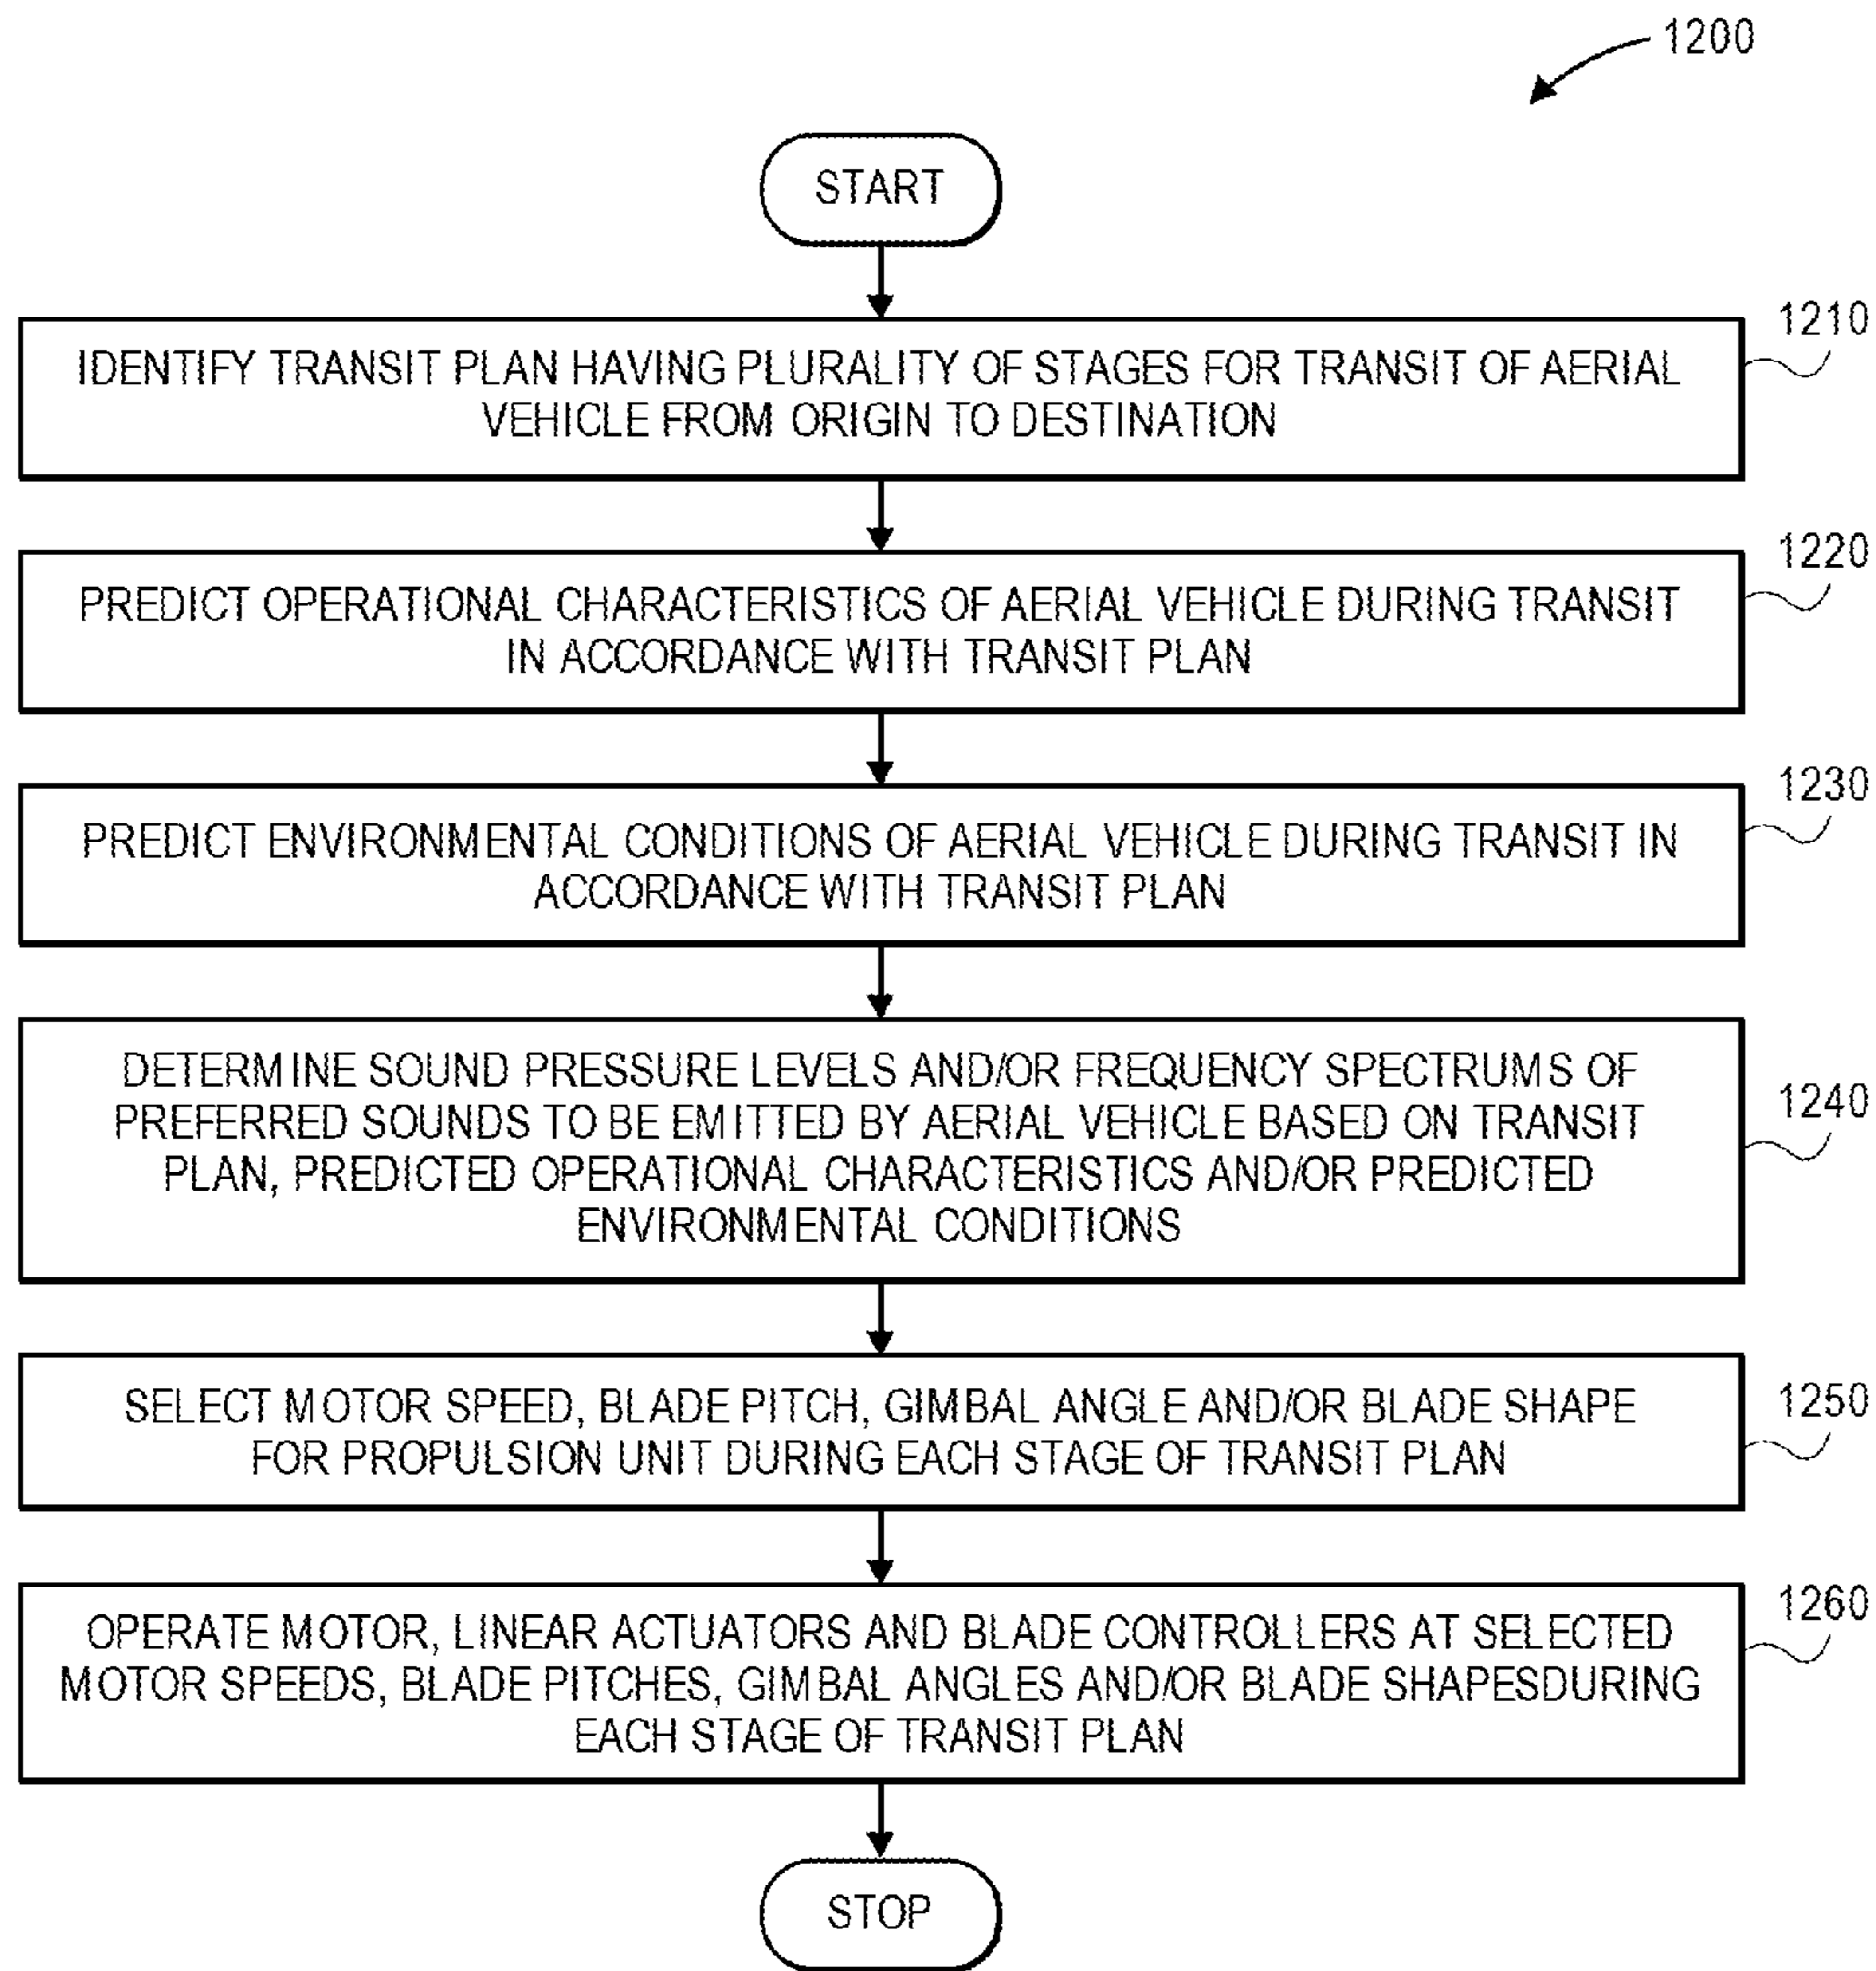 1200
START
1210
IDENTIFY TRANSIT PLAN HAVING PLURALITY OF STAGES FOR TRANSIT OF AERIAL
VEHICLE FROM ORIGIN TO DESTINATION
1220
PREDICT OPERATIONAL CHARACTERISTICS OF AERIAL VEHICLE DURING TRANSIT
IN ACCORDANCE WITH TRANSIT PLAN
1230
PREDICT ENVIRONMENTAL CONDITIONS OF AERIAL VEHICLE DURING TRANSIT IN
ACCORDANCE WITH TRANSIT PLAN
1240
DETERMINE SOUND PRESSURE LEVELS AND/OR FREQUENCY SPECTRUMS OF
PREFERRED SOUNDS TO BE EMITTED BY AERIAL VEHICLE BASED ON TRANSIT
PLAN, PREDICTED OPERATIONAL CHARACTERISTICS AND/OR PREDICTED
ENVIRONMENTAL CONDITIONS
1250
SELECT MOTOR SPEED, BLADE PITCH, GIMBAL ANGLE AND/OR BLADE SHAPE
FOR PROPULSION UNIT DURING EACH STAGE OF TRANSIT PLAN
1260
OPERATE MOTOR, LINEAR ACTUATORS AND BLADE CONTROLLERS AT SELECTED
MOTOR SPEEDS, BLADE PITCHES, GIMBAL ANGLES AND/OR BLADE SHAPESDURING
EACH STAGE OF TRANSIT PLAN
STOP